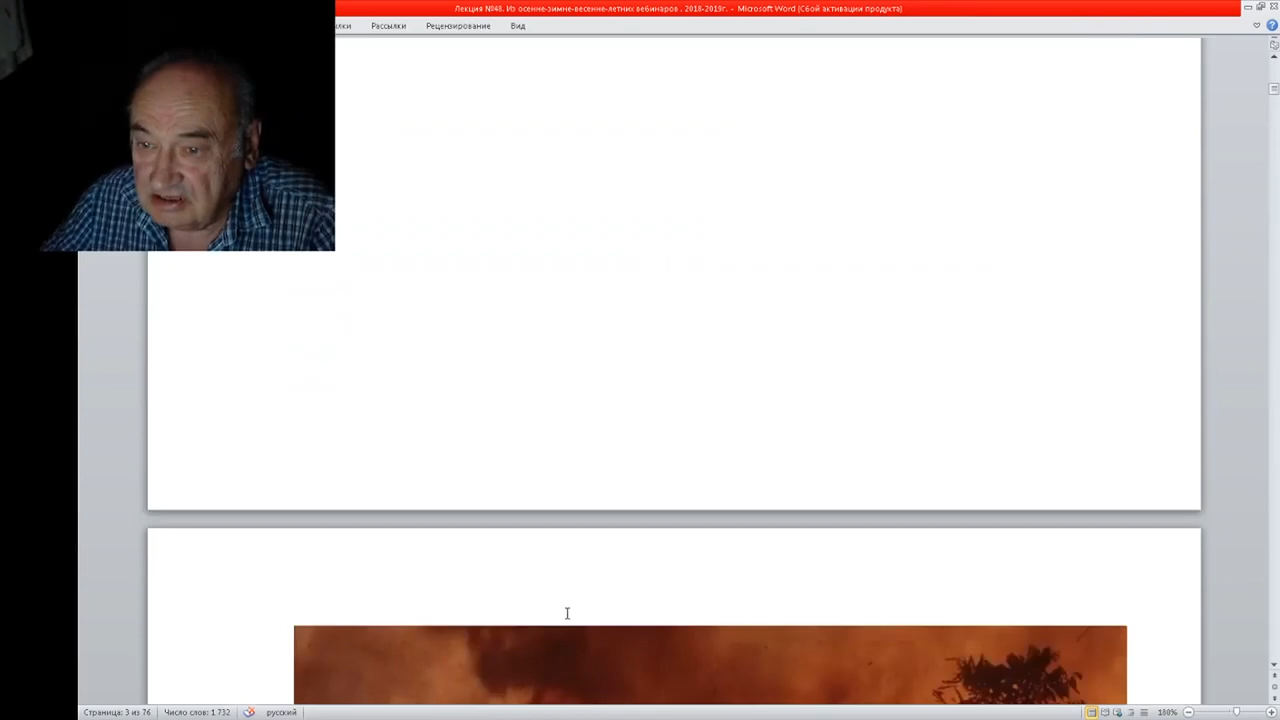 Лекция №48. Из осенне-зимне-весенне-летних вебинаров . 2018-2019г. - Microsoft Word (Сбой активации продукта)
лки Рассылки Рецензирование Вид
Страница: 3 из 76 Число слов: 1 732 русский 180%